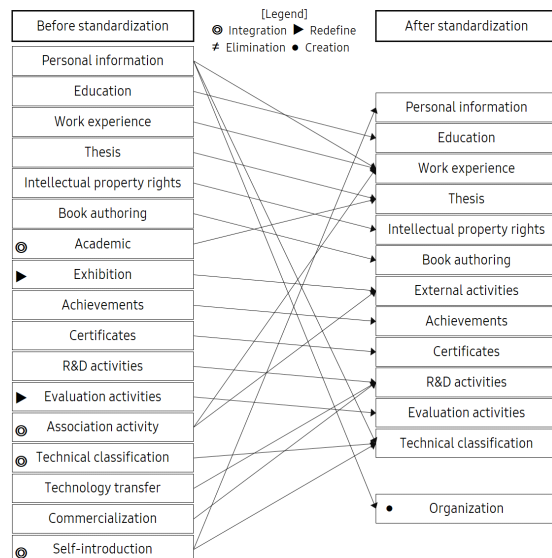 Before standardization
[Legend]
◎ Integration ▶ Redefine
≠ Elimination ● Creation
After standardization
Personal information
Education
Work experience
Thesis
Intellectual property rights
Book authoring
◎ Academic
▶ Exhibition
Achievements
Certificates
R&D activities
▶ Evaluation activities
◎ Association activity
◎ Technical classification
Technology transfer
Commercialization
◎ Self-introduction
Personal information
Education
Work experience
Thesis
Intellectual property rights
Book authoring
External activities
Achievements
Certificates
R&D activities
Evaluation activities
Technical classification
● Organization